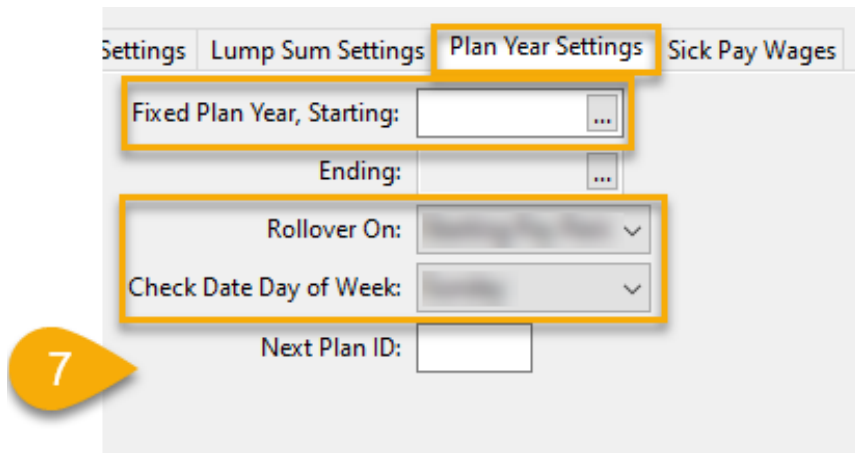 Settings Lump Sum Settings Plan Year Settings Sick Pay Wages
Fixed Plan Year, Starting: ...
Ending: ...
Rollover On:
Check Date Day of Week:
Next Plan ID:
7